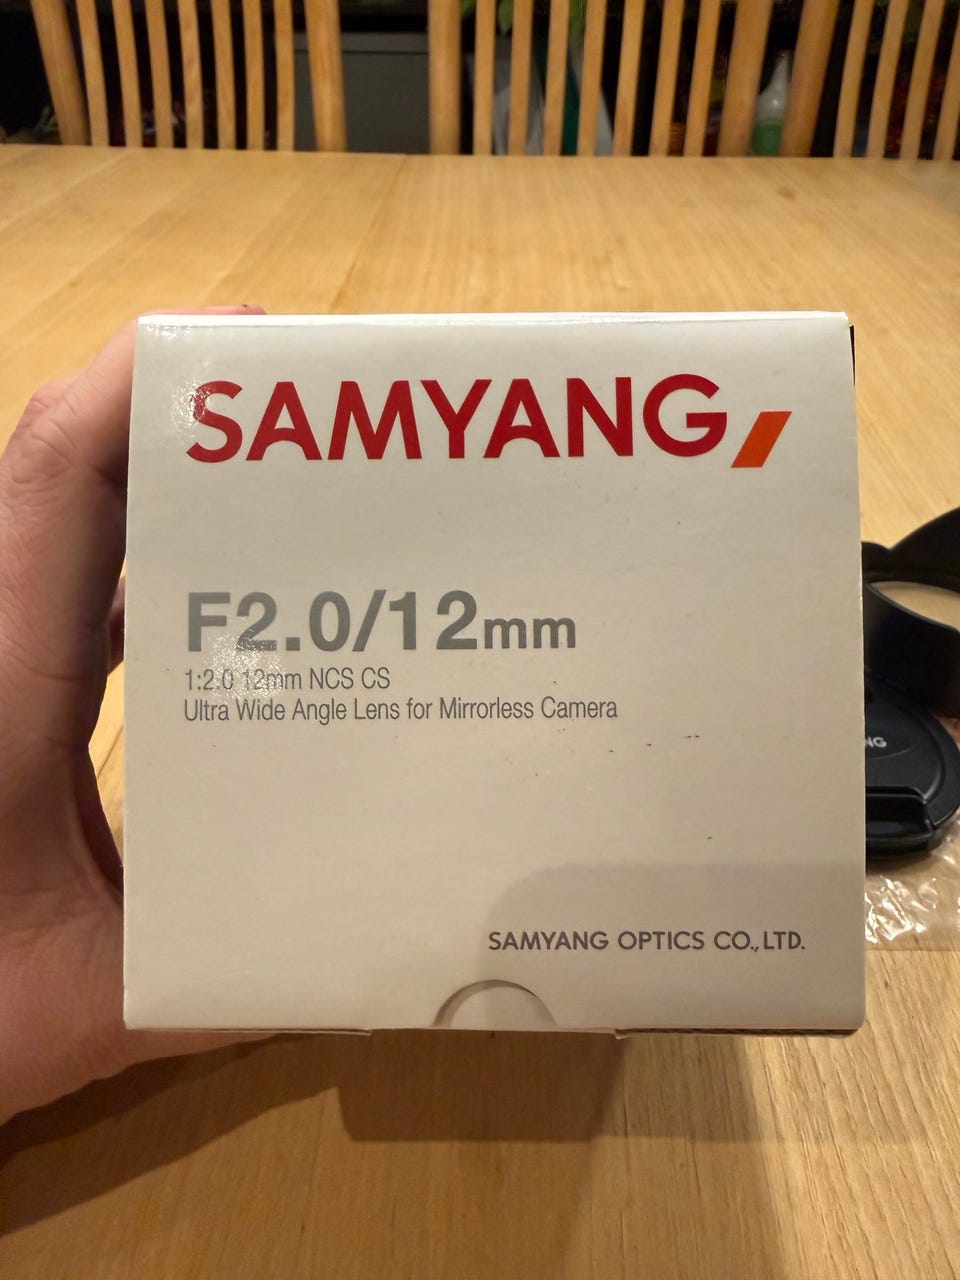 SAMYANG
F2.0/12mm
1:2.0 12mm NCS CS
Ultra Wide Angle Lens for Mirrorless Camera
NG
SAMYANG OPTICS CO.,LTD.